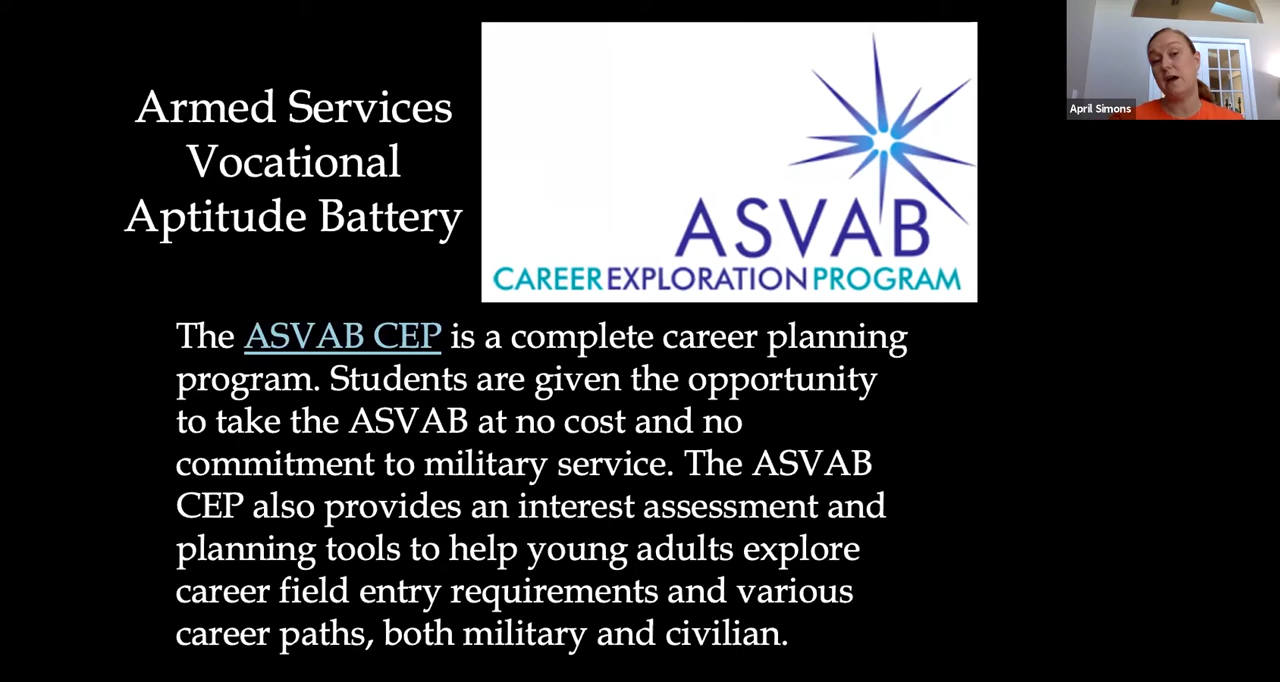 Armed Services
Vocational
Aptitude Battery
ASVAB
CAREER EXPLORATION PROGRAM
April Simons
The ASVAB CEP is a complete career planning
program. Students are given the opportunity
to take the ASVAB at no cost and no
commitment to military service. The ASVAB
CEP also provides an interest assessment and
planning tools to help young adults explore
career field entry requirements and various
career paths, both military and civilian.